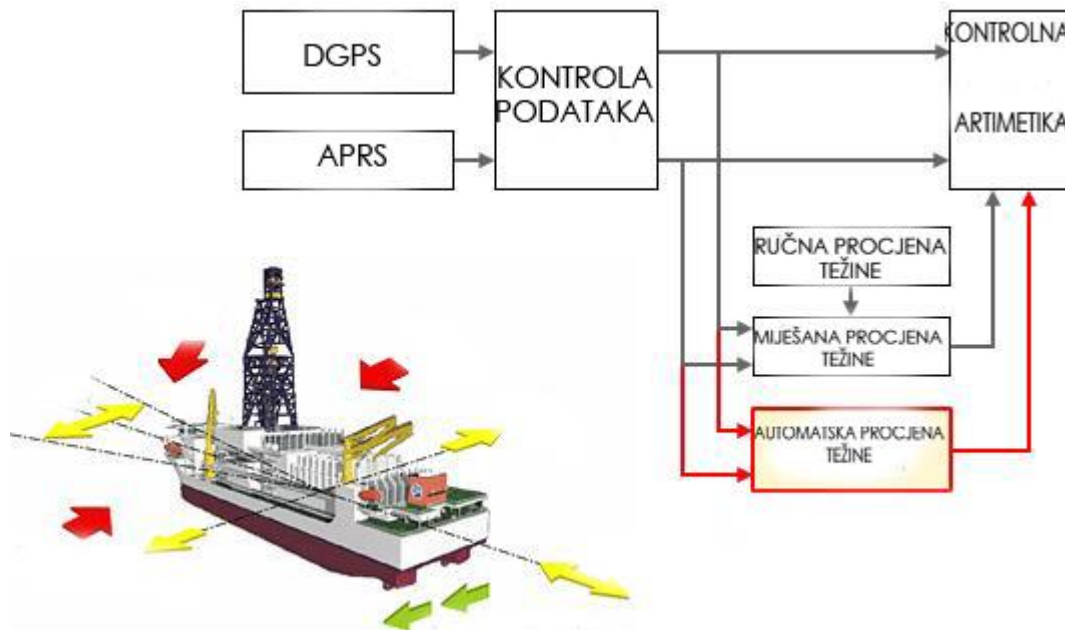 DGPS
APRS
KONTROLA
PODATAKA
KONTROLNA
ARTIMETIKA
RUČNA PROCJENA
TEŽINE
MIJEŠANA PROCJENA
TEŽINE
AUTOMATSKA PROCJENA
TEŽINE